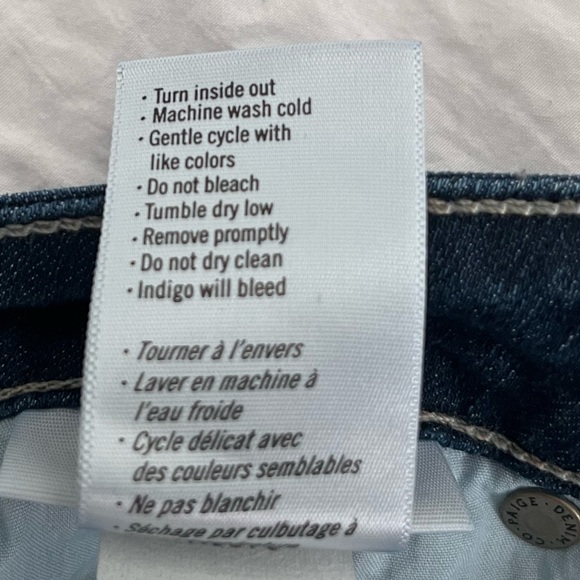 • Turn inside out
• Machine wash cold
• Gentle cycle with
like colors
• Do not bleach
• Tumble dry low
• Remove promptly
• Do not dry clean
• Indigo will bleed
• Tourner à l'envers
• Laver en machine à
l'eau froide
• Cycle délicat avec
des couleurs semblables
• Ne pas blanchir
• Séchage par culbutage à
PAIGE • DENIM • CO •